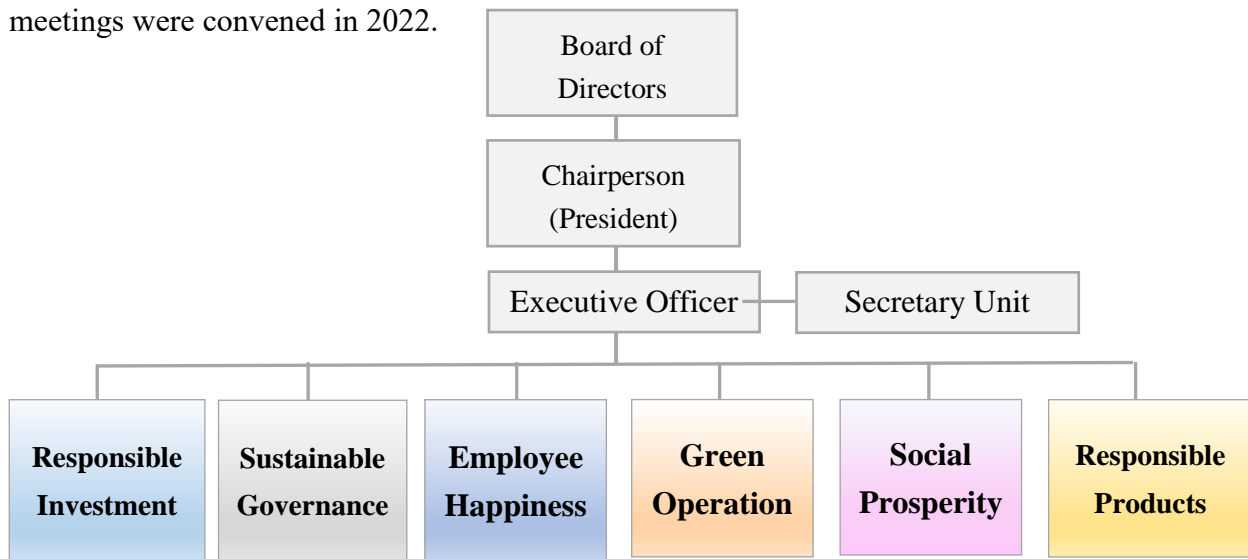 meetings were convened in 2022.
Board of
Directors
Chairperson
(President)
Executive Officer
Secretary Unit
Responsible
Investment
Sustainable
Governance
Employee
Happiness
Green
Operation
Social
Prosperity
Responsible
Products